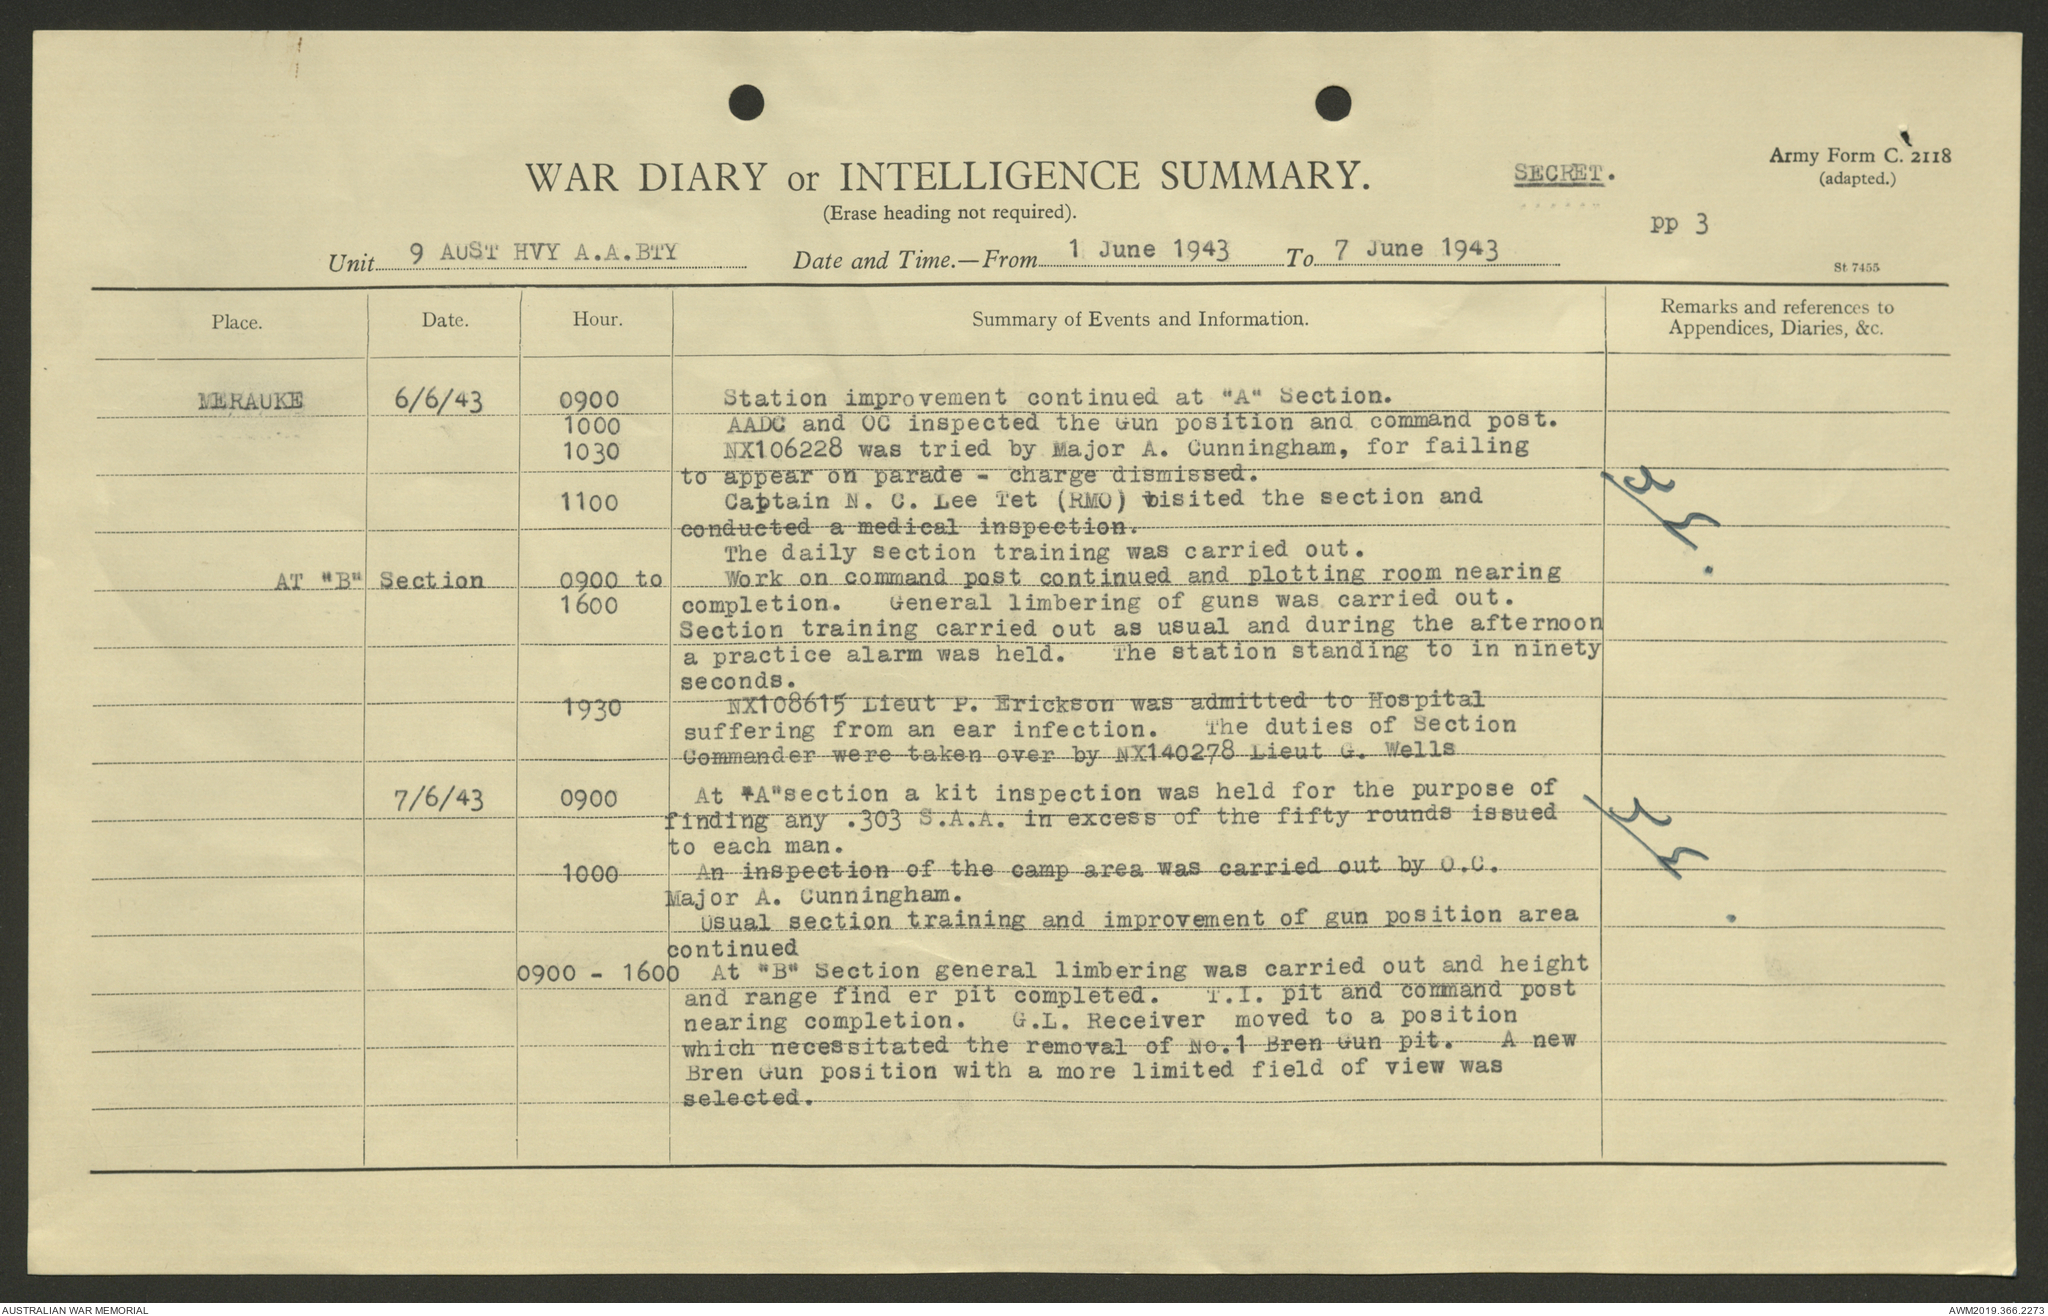 WAR DIARY or INTELLIGENCE SUMMARY.
(Erase heading not required).
SECRET.
Army Form C. 2118
(adapted.)
pp 3
Unit 9 AUST HVY A.A.BTY Date and Time.—From 1 June 1943 To 7 June 1943
St 7455
Place. Date. Hour. Summary of Events and Information. Remarks and references to
Appendices, Diaries, &c.
MERAUKE 6/6/43 0900 Station improvement continued at "A" Section.
1000 AADC and OC inspected the Gun position and command post.
1030 NX106228 was tried by Major A. Cunningham, for failing
to appear on parade - charge dismissed.
1100 Captain N. C. Lee Tet (RMO) visited the section and
conducted a medical inspection.
The daily section training was carried out.
AT "B" Section 0900 to Work on command post continued and plotting room nearing
1600 completion. General limbering of guns was carried out.
Section training carried out as usual and during the afternoon
a practice alarm was held. The station standing to in ninety
seconds.
1930 NX108615 Lieut P. Erickson was admitted to Hospital
suffering from an ear infection. The duties of Section
Commander were taken over by NX140278 Lieut G. Wells
7/6/43 0900 At "A"section a kit inspection was held for the purpose of
finding any .303 S.A.A. in excess of the fifty rounds issued
to each man.
1000 An inspection of the camp area was carried out by O.C.
Major A. Cunningham.
Usual section training and improvement of gun position area
continued
0900 - 1600 At "B" Section general limbering was carried out and height
and range find er pit completed. T.I. pit and command post
nearing completion. G.L. Receiver moved to a position
which necessitated the removal of No.1 Bren Gun pit. A new
Bren Gun position with a more limited field of view was
selected.
AUSTRALIAN WAR MEMORIAL
AWM2019.366.2273